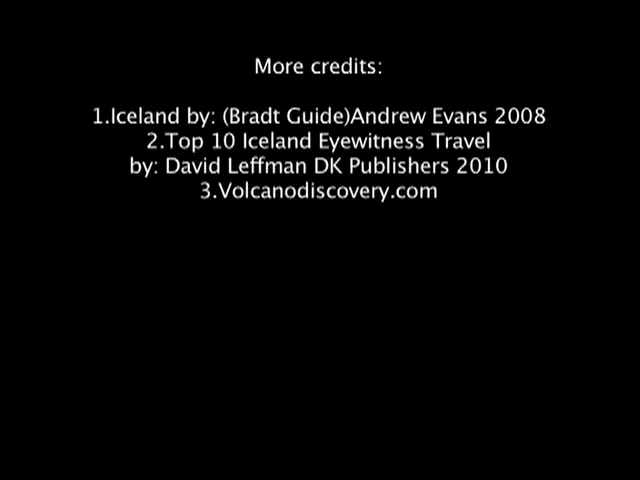 More credits:
1.Iceland by: (Bradt Guide)Andrew Evans 2008
2.Top 10 Iceland Eyewitness Travel
by: David Leffman DK Publishers 2010
3.Volcanodiscovery.com